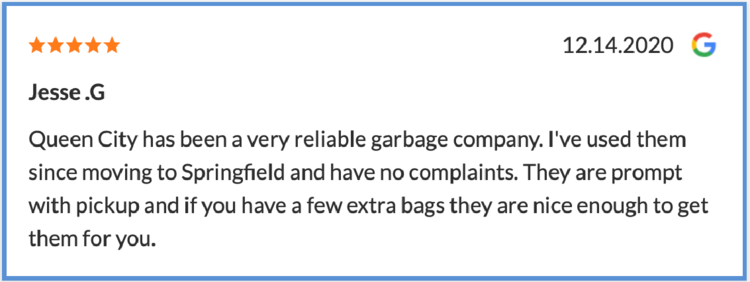 12.14.2020
Jesse .G
Queen City has been a very reliable garbage company. I've used them
since moving to Springfield and have no complaints. They are prompt
with pickup and if you have a few extra bags they are nice enough to get
them for you.